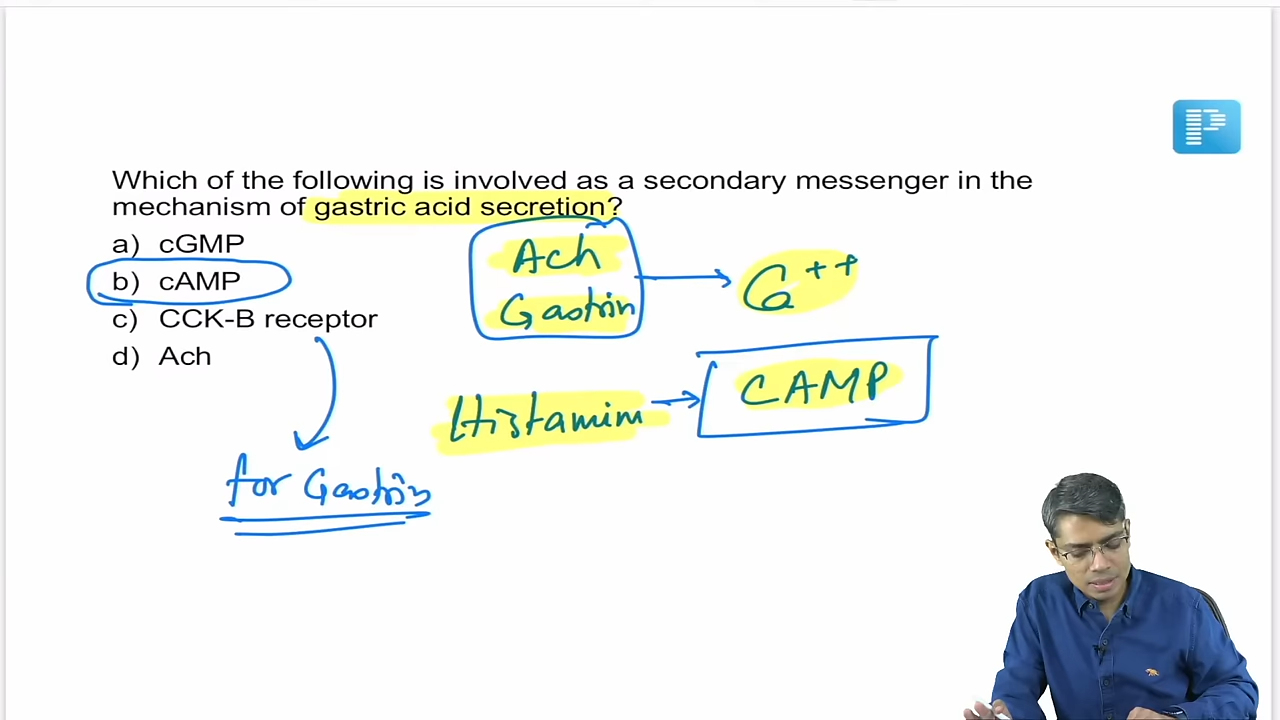 Which of the following is involved as a secondary messenger in the
mechanism of gastric acid secretion?
a) cGMP
b) cAMP
c) CCK-B receptor
d) Ach
Ach
Gastrin
Ca++
Histamin
CAMP
for Gastrin
P